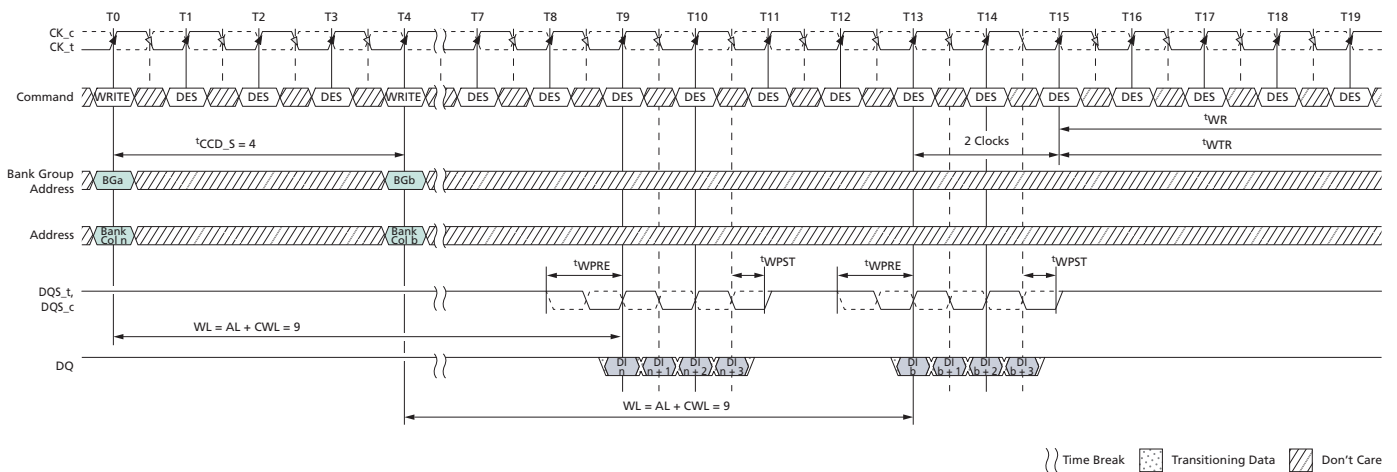 T0 T1 T2 T3 T4 T7 T8 T9 T10 T11 T12 T13 T14 T15 T16 T17 T18 T19
CK_c
CK_t
Command WRITE DES DES DES WRITE DES DES DES DES DES DES DES DES DES DES DES DES DES
tWR
tCCD_S = 4 2 Clocks
tWTR
Bank Group
Address BGa BGb
Address Bank
Col n Bank
Col b
tWPRE tWPST tWPRE tWPST
DQS_t,
DQS_c
WL = AL + CWL = 9
DQ DI
n DI
n + 1 DI
n + 2 DI
n + 3 DI
b DI
b + 1 DI
b + 2 DI
b + 3
WL = AL + CWL = 9
Time Break Transitioning Data Don't Care